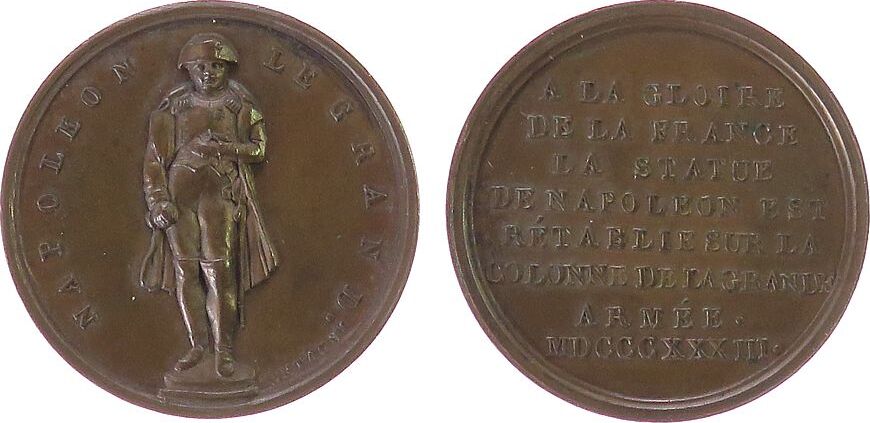 NAPOLEON LE GRAND.
A LA GLOIRE
DE LA FRANCE
LA STATUE
DE NAPOLEON EST
RÉTABLIE SUR LA
COLONNE DE LA GRANDE
ARMÉE.
MDCCCXXXIII.